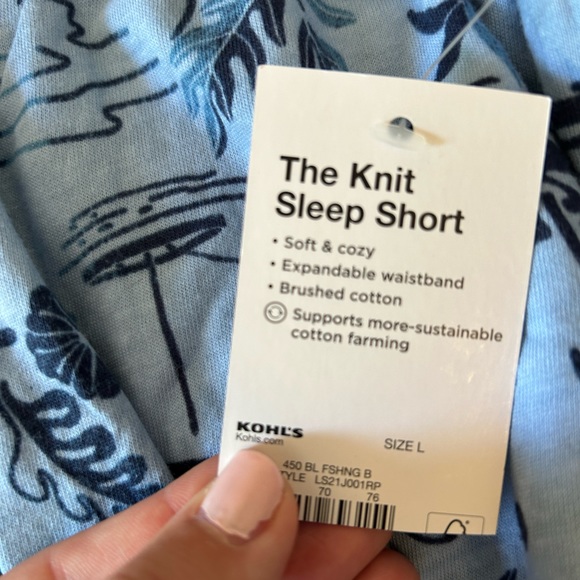 The Knit
Sleep Short
• Soft & cozy
• Expandable waistband
• Brushed cotton
Supports more-sustainable
cotton farming
KOHL'S
Kohls.com
SIZE L
450 BL FSHNG B
TYLE LS21J001RP
70 76